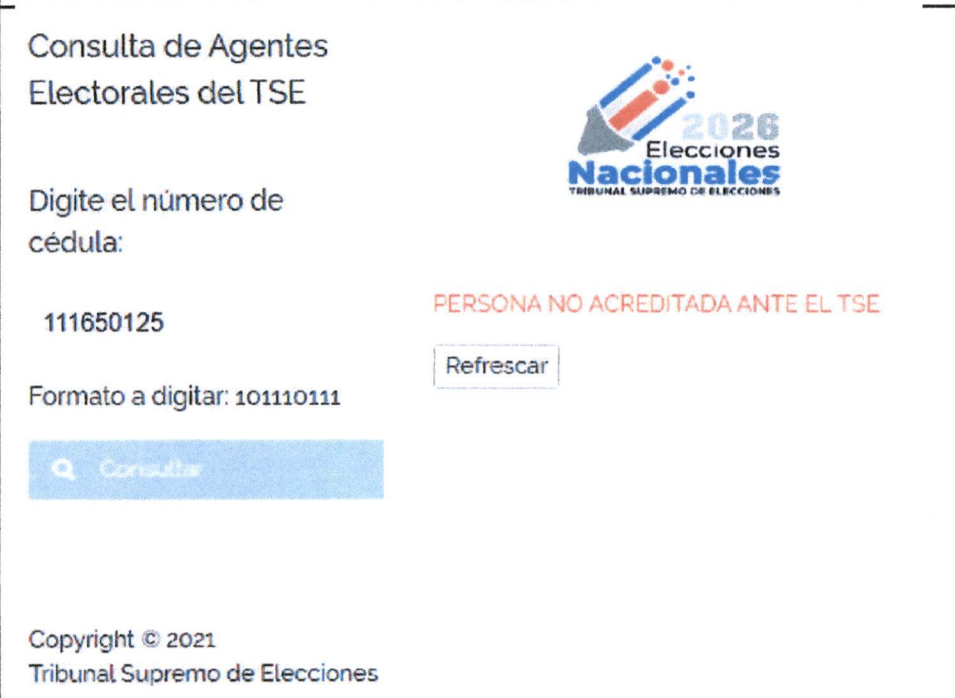 Consulta de Agentes
Electorales del TSE
2026
Elecciones
Nacionales
TRIBUNAL SUPREMO DE ELECCIONES
Digite el número de
cédula:
111650125
Formato a digitar: 101110111
Consultar
PERSONA NO ACREDITADA ANTE EL TSE
Refrescar
Copyright © 2021
Tribunal Supremo de Elecciones